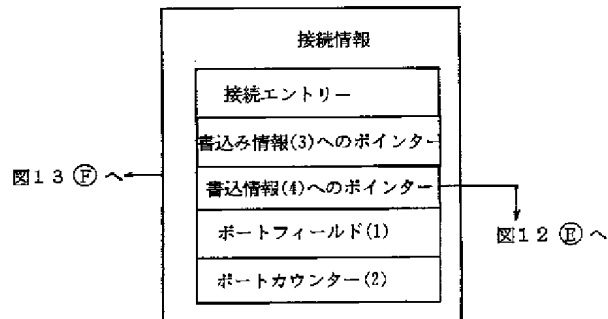 接続情報
接続エントリー
書込み情報(3)へのポインター
図13 Ⓕ へ
書込情報(4)へのポインター
ポートフィールド(1)
図12 Ⓔ へ
ポートカウンター(2)